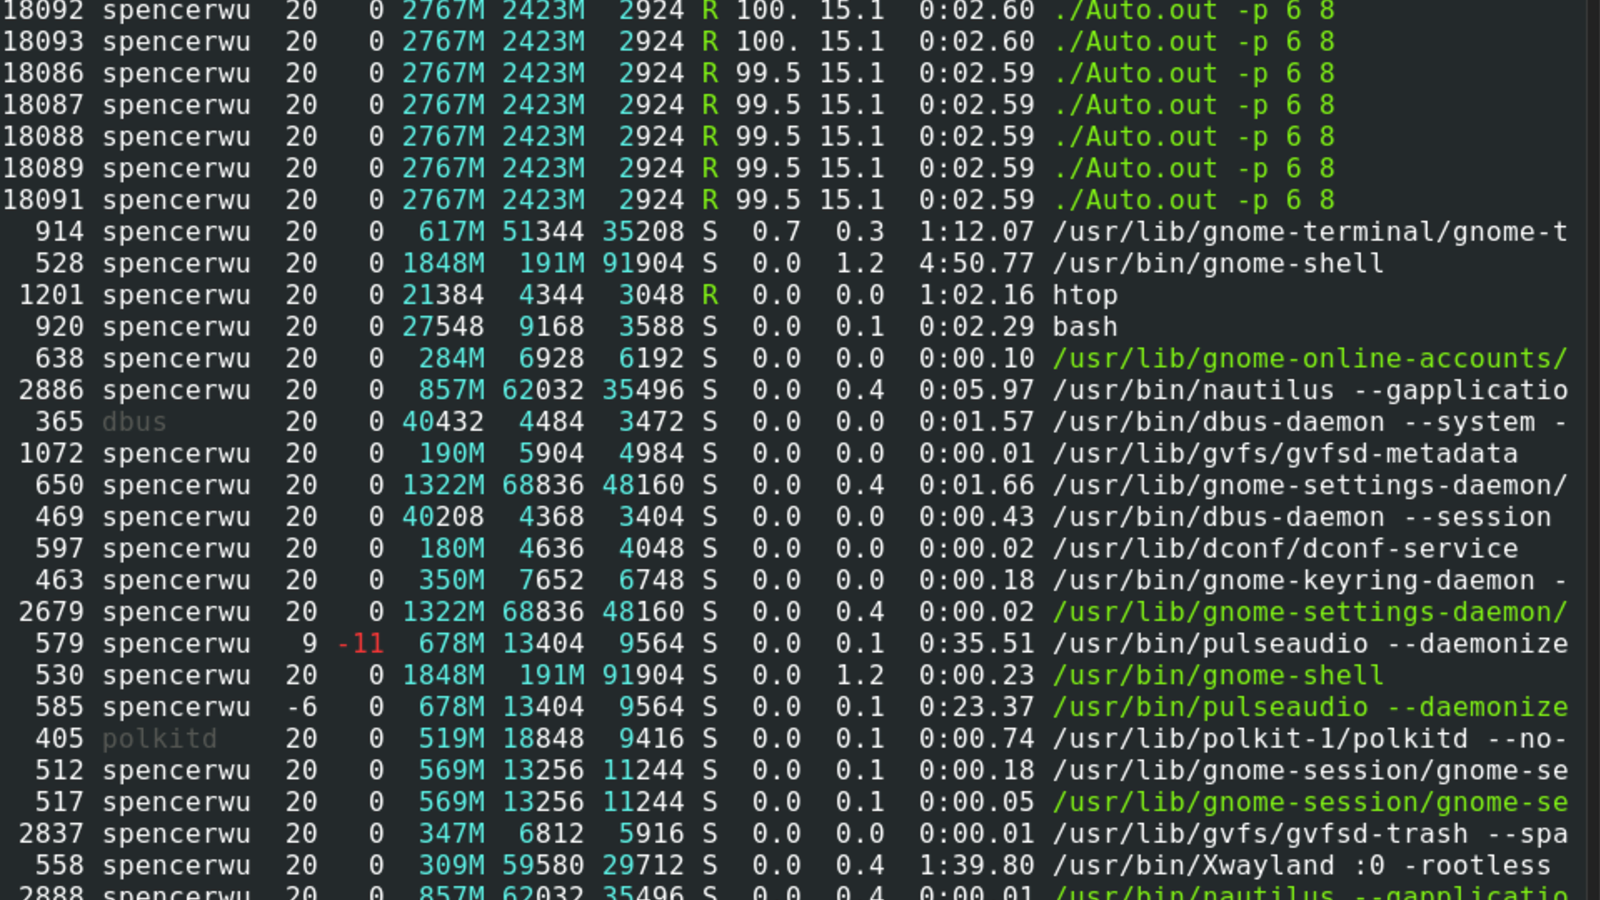 18092 spencerwu 20 0 2767M 2423M 2924 R 100. 15.1 0:02.60 ./Auto.out -p 6 8
18093 spencerwu 20 0 2767M 2423M 2924 R 100. 15.1 0:02.60 ./Auto.out -p 6 8
18086 spencerwu 20 0 2767M 2423M 2924 R 99.5 15.1 0:02.59 ./Auto.out -p 6 8
18087 spencerwu 20 0 2767M 2423M 2924 R 99.5 15.1 0:02.59 ./Auto.out -p 6 8
18088 spencerwu 20 0 2767M 2423M 2924 R 99.5 15.1 0:02.59 ./Auto.out -p 6 8
18089 spencerwu 20 0 2767M 2423M 2924 R 99.5 15.1 0:02.59 ./Auto.out -p 6 8
18091 spencerwu 20 0 2767M 2423M 2924 R 99.5 15.1 0:02.59 ./Auto.out -p 6 8
914 spencerwu 20 0 617M 51344 35208 S 0.7 0.3 1:12.07 /usr/lib/gnome-terminal/gnome-t
528 spencerwu 20 0 1848M 191M 91904 S 0.0 1.2 4:50.77 /usr/bin/gnome-shell
1201 spencerwu 20 0 21384 4344 3048 R 0.0 0.0 1:02.16 htop
920 spencerwu 20 0 27548 9168 3588 S 0.0 0.1 0:02.29 bash
638 spencerwu 20 0 284M 6928 6192 S 0.0 0.0 0:00.10 /usr/lib/gnome-online-accounts/
2886 spencerwu 20 0 857M 62032 35496 S 0.0 0.4 0:05.97 /usr/bin/nautilus --gapplicatio
365 dbus 20 0 40432 4484 3472 S 0.0 0.0 0:01.57 /usr/bin/dbus-daemon --system -
1072 spencerwu 20 0 190M 5904 4984 S 0.0 0.0 0:00.01 /usr/lib/gvfs/gvfsd-metadata
650 spencerwu 20 0 1322M 68836 48160 S 0.0 0.4 0:01.66 /usr/lib/gnome-settings-daemon/
469 spencerwu 20 0 40208 4368 3404 S 0.0 0.0 0:00.43 /usr/bin/dbus-daemon --session
597 spencerwu 20 0 180M 4636 4048 S 0.0 0.0 0:00.02 /usr/lib/dconf/dconf-service
463 spencerwu 20 0 350M 7652 6748 S 0.0 0.0 0:00.18 /usr/bin/gnome-keyring-daemon -
2679 spencerwu 20 0 1322M 68836 48160 S 0.0 0.4 0:00.02 /usr/lib/gnome-settings-daemon/
579 spencerwu 9 -11 678M 13404 9564 S 0.0 0.1 0:35.51 /usr/bin/pulseaudio --daemonize
530 spencerwu 20 0 1848M 191M 91904 S 0.0 1.2 0:00.23 /usr/bin/gnome-shell
585 spencerwu -6 0 678M 13404 9564 S 0.0 0.1 0:23.37 /usr/bin/pulseaudio --daemonize
405 polkitd 20 0 519M 18848 9416 S 0.0 0.1 0:00.74 /usr/lib/polkit-1/polkitd --no-
512 spencerwu 20 0 569M 13256 11244 S 0.0 0.1 0:00.18 /usr/lib/gnome-session/gnome-se
517 spencerwu 20 0 569M 13256 11244 S 0.0 0.1 0:00.05 /usr/lib/gnome-session/gnome-se
2837 spencerwu 20 0 347M 6812 5916 S 0.0 0.0 0:00.01 /usr/lib/gvfs/gvfsd-trash --spa
558 spencerwu 20 0 309M 59580 29712 S 0.0 0.4 1:39.80 /usr/bin/Xwayland :0 -rootless
2888 spencerwu 20 0 857M 62032 35496 S 0.0 0.4 0:00.01 /usr/bin/nautilus --gapplicatio